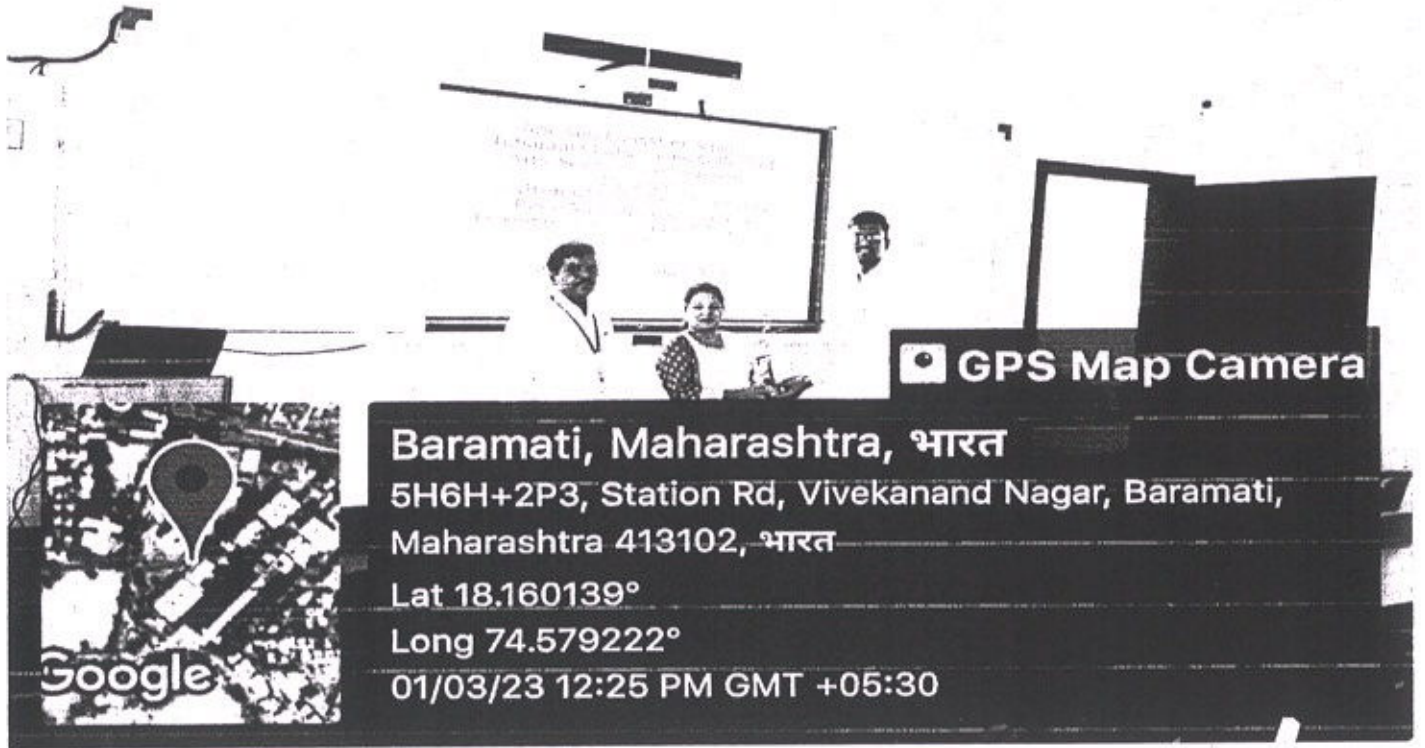 GPS Map Camera
Baramati, Maharashtra, भारत
5H6H+2P3, Station Rd, Vivekanand Nagar, Baramati,
Maharashtra 413102, भारत
Lat 18.160139°
Long 74.579222°
01/03/23 12:25 PM GMT +05:30
Google